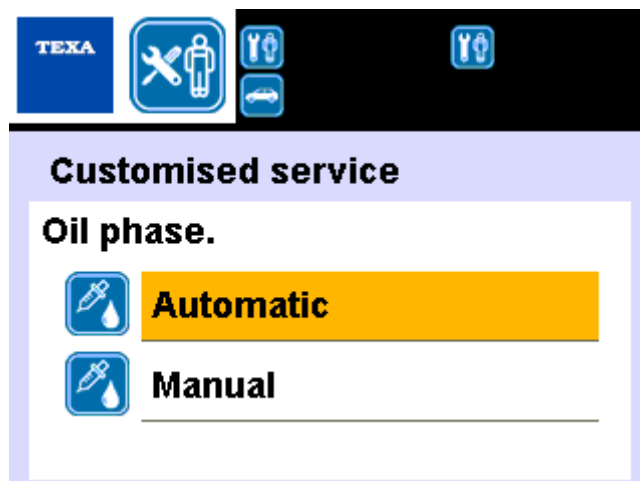 TEXA
Customised service
Oil phase.
Automatic
Manual